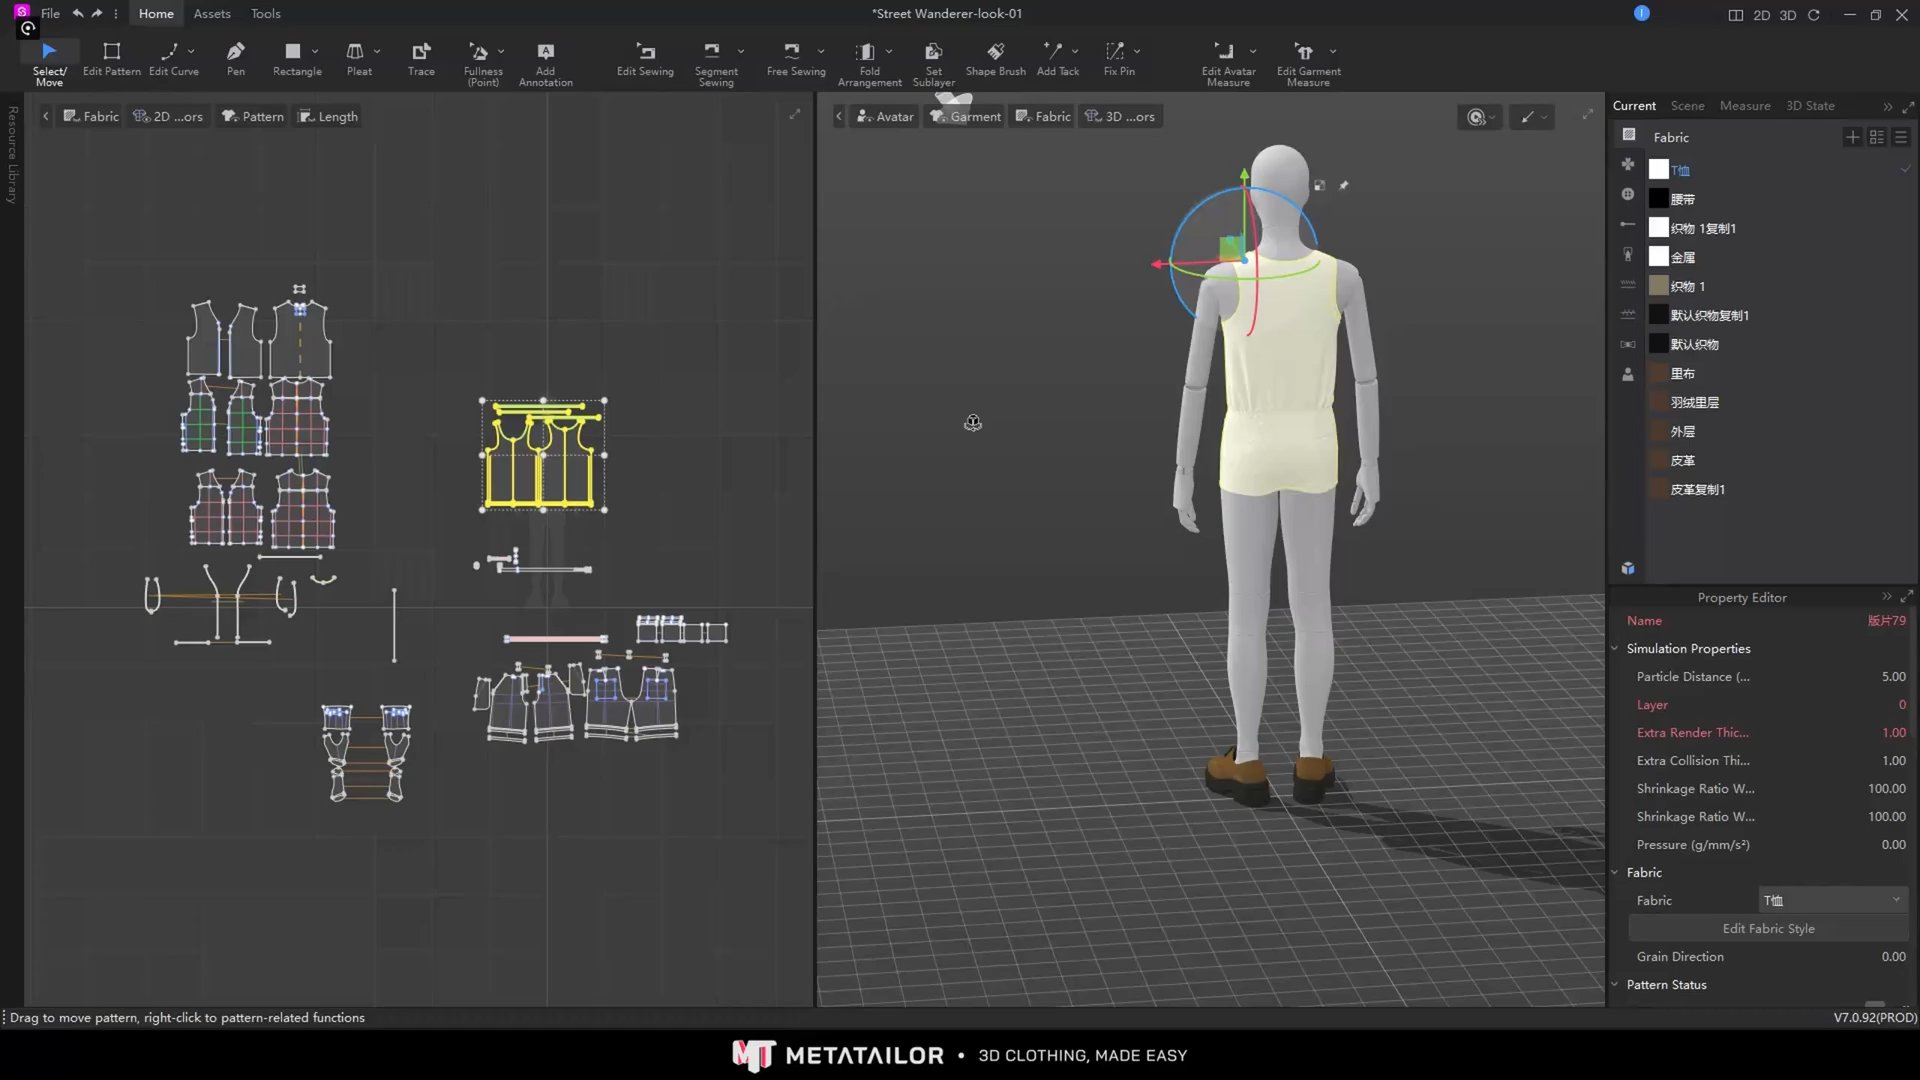 File
Home
Assets
Tools
*Street Wanderer-look-01
2D
3D
Select/
Move
Edit Pattern
Edit Curve
Pen
Rectangle
Pleat
Trace
Fullness
(Point)
Add
Annotation
Edit Sewing
Segment
Sewing
Free Sewing
Fold
Arrangement
Set
Sublayer
Shape Brush
Add Tack
Fix Pin
Edit Avatar
Measure
Edit Garment
Measure
Resource Library
Fabric
2D ...ors
Pattern
Length
Avatar
Garment
Fabric
3D ...ors
Current
Scene
Measure
3D State
Fabric
T恤
腰带
织物 1复制1
金属
织物 1
默认织物复制1
默认织物
里布
羽绒里层
外层
皮革
皮革复制1
Property Editor
Name
版片79
Simulation Properties
Particle Distance (...
5.00
Layer
0
Extra Render Thic...
1.00
Extra Collision Thi...
1.00
Shrinkage Ratio W...
100.00
Shrinkage Ratio W...
100.00
Pressure (g/mm/s²)
0.00
Fabric
Fabric
T恤
Edit Fabric Style
Grain Direction
0.00
Pattern Status
Drag to move pattern, right-click to pattern-related functions
V7.0.92(PROD)
METATAILOR • 3D CLOTHING, MADE EASY